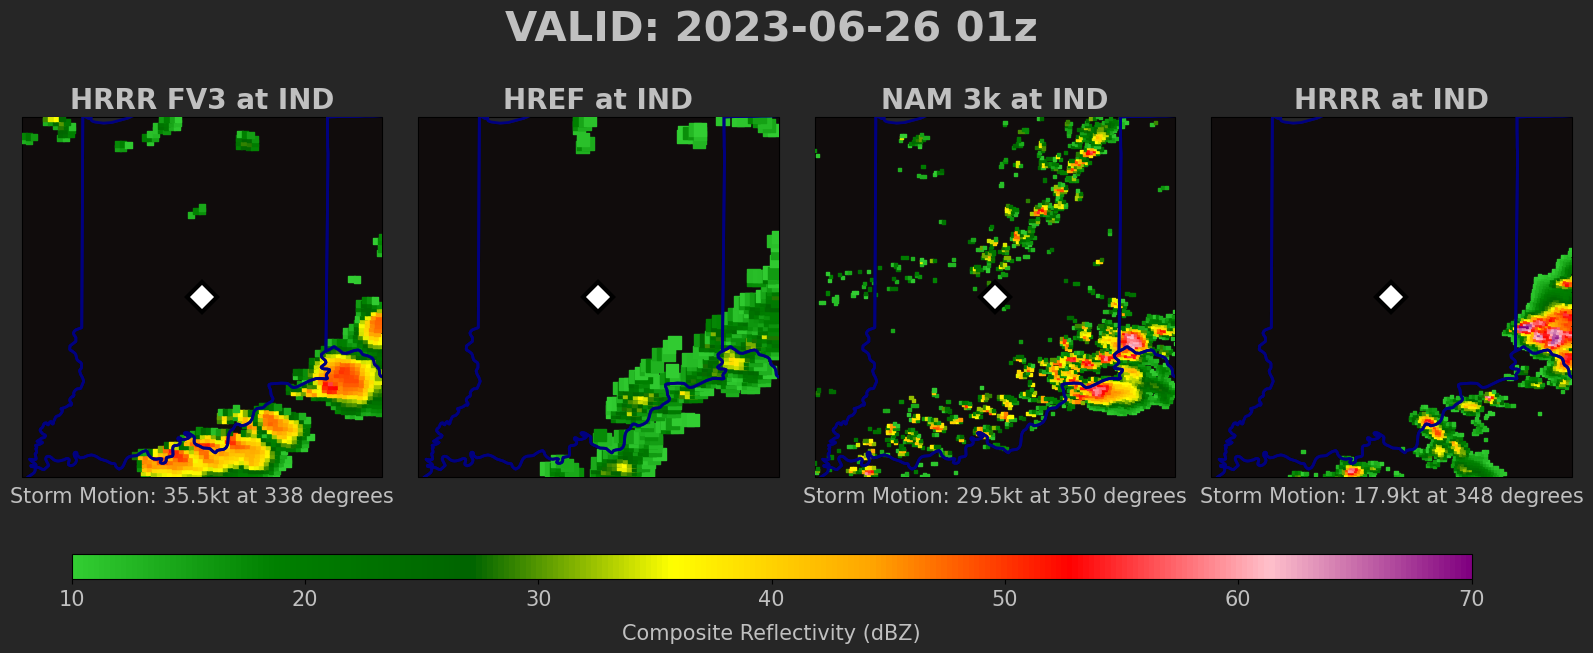 VALID: 2023-06-26 01z
HRRR FV3 at IND
HREF at IND
NAM 3k at IND
HRRR at IND
Storm Motion: 35.5kt at 338 degrees
Storm Motion: 29.5kt at 350 degrees
Storm Motion: 17.9kt at 348 degrees
10 20 30 40 50 60 70
Composite Reflectivity (dBZ)